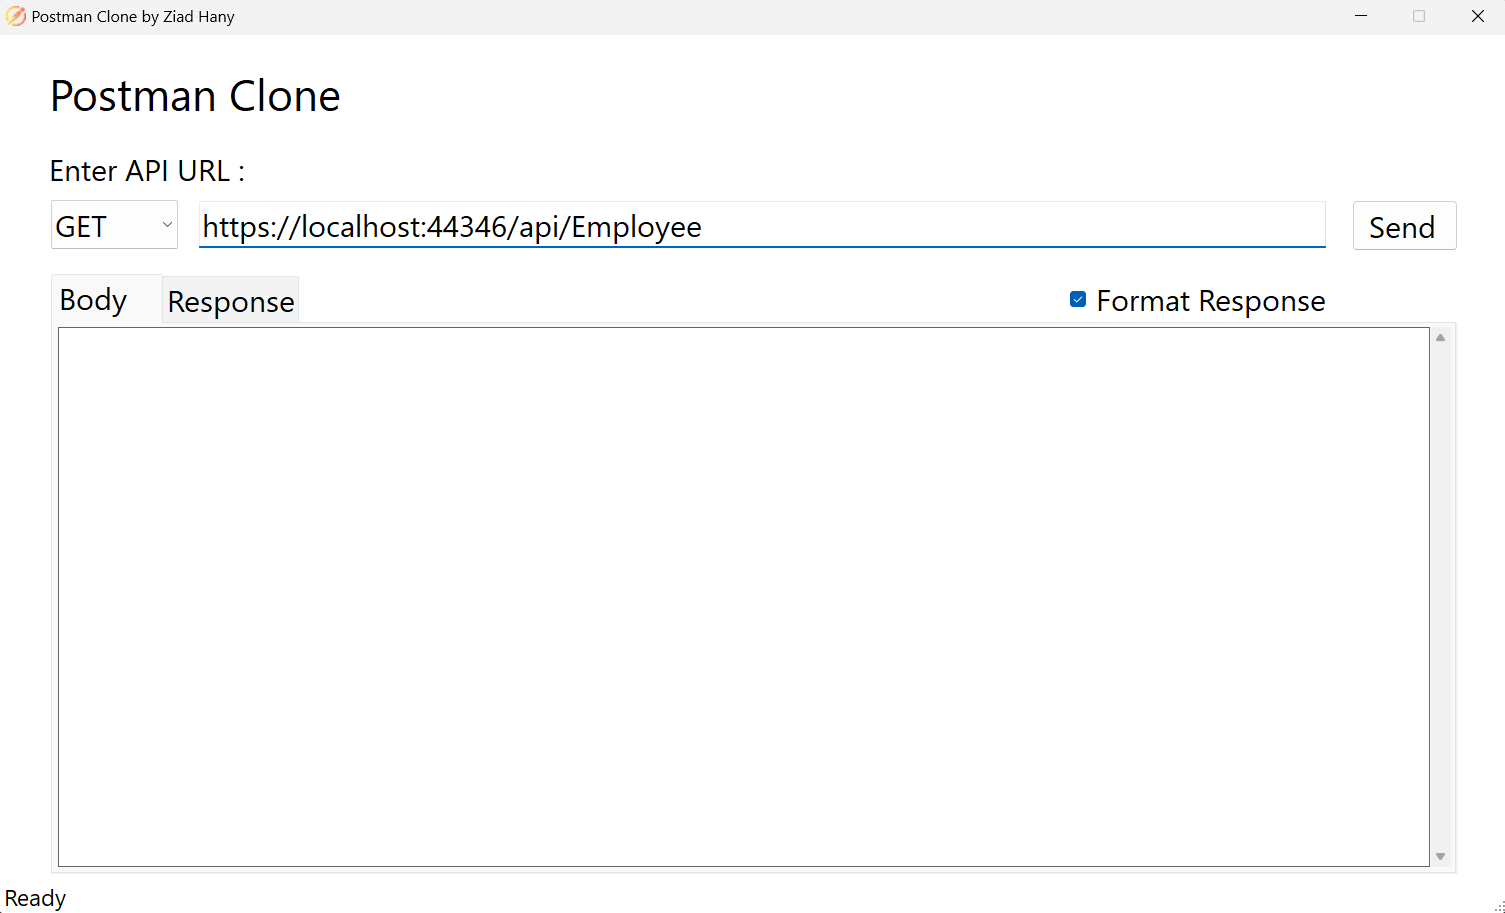 Postman Clone by Ziad Hany
Postman Clone
Enter API URL :
GET https://localhost:44346/api/Employee Send
Body Response Format Response
Ready